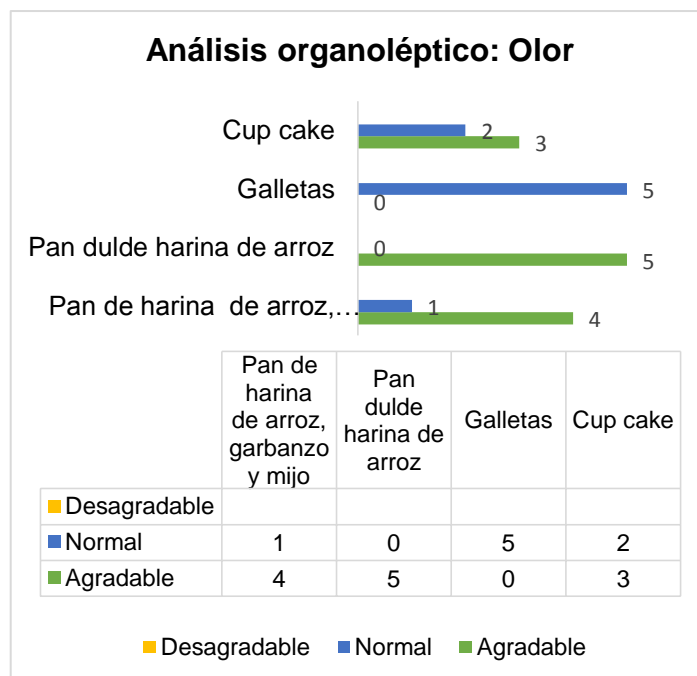 Análisis organoléptico: Olor
Cup cake
2
3
Galletas
5
0
Pan dulde harina de arroz
0
5
Pan de harina de arroz,…
1
4
Pan de
harina
de arroz,
garbanzo
y mijo
Pan
dulde
harina de
arroz
Galletas
Cup cake
Desagradable
Normal 1 0 5 2
Agradable 4 5 0 3
Desagradable Normal Agradable